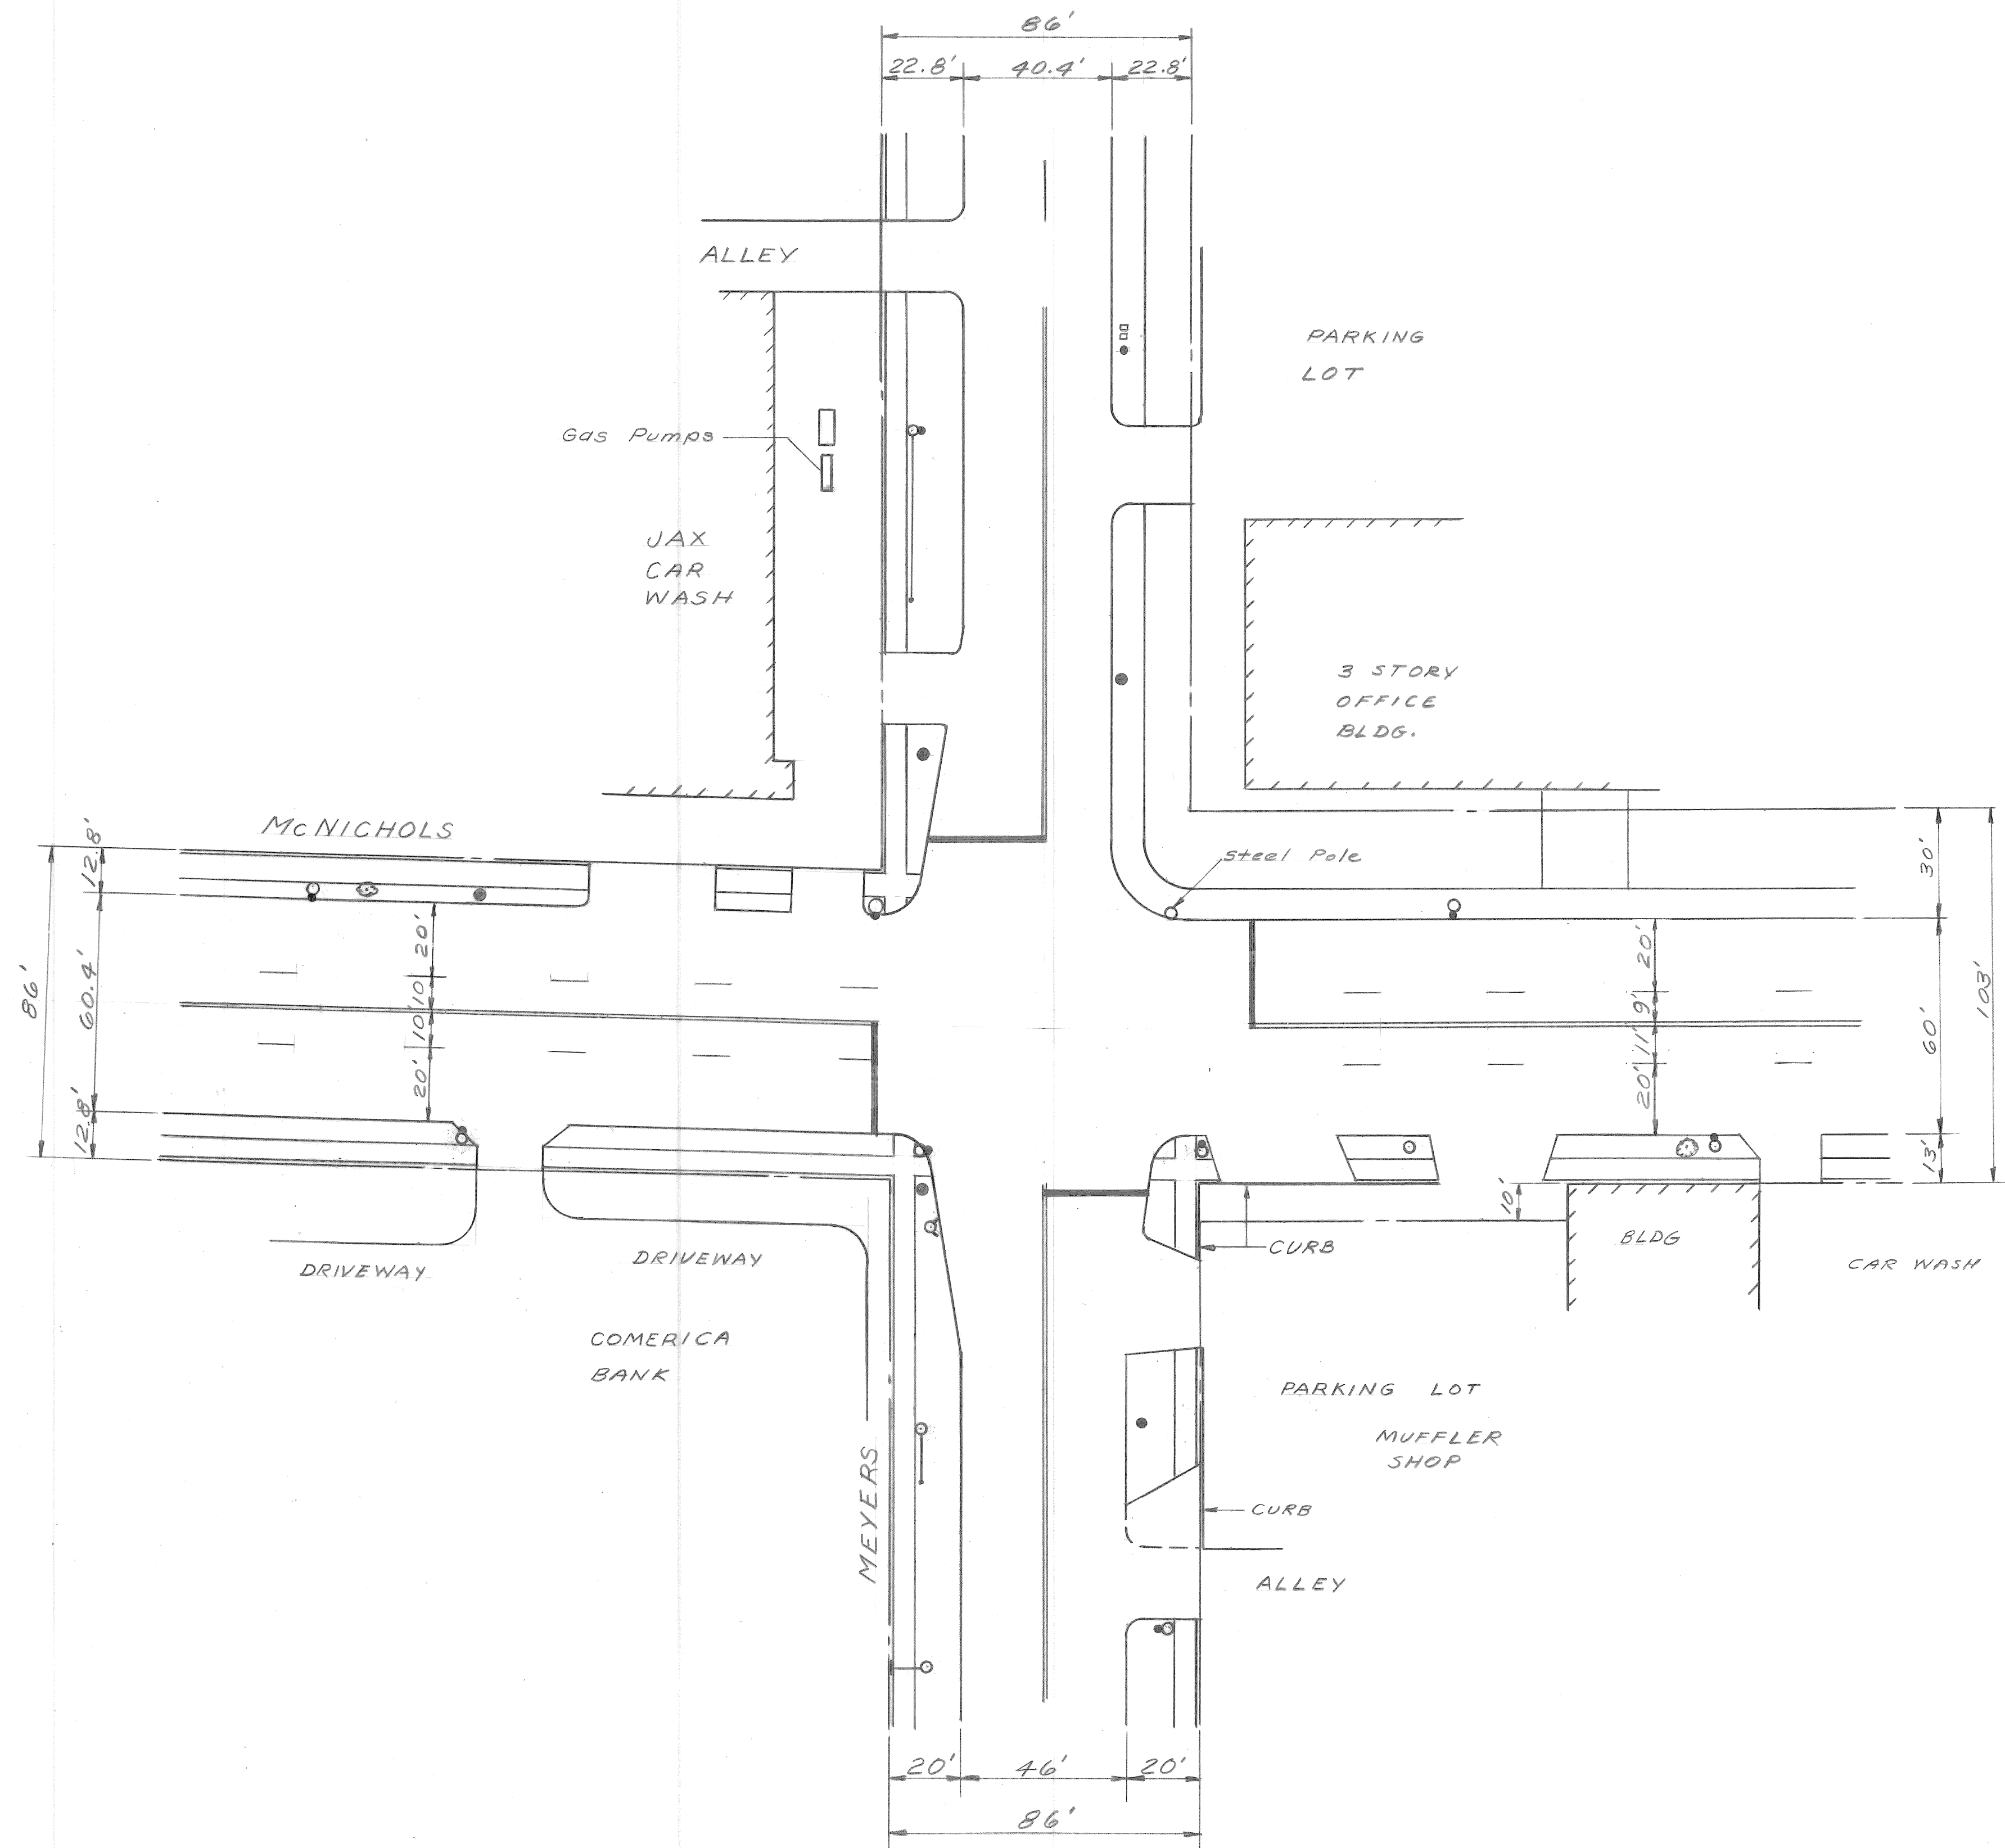 86'
22.8'
40.4'
22.8'
ALLEY
PARKING
LOT
Gas Pumps
JAX
CAR
WASH
3 STORY
OFFICE
BLDG.
McNICHOLS
Steel Pole
12.8'
60.4'
12.8'
86'
20'
10'
10'
20'
20'
9'
11'
20'
30'
60'
13'
103'
10'
CURB
BLDG
CAR WASH
DRIVEWAY
DRIVEWAY
COMERICA
BANK
MEYERS
PARKING LOT
MUFFLER
SHOP
CURB
ALLEY
20'
46'
20'
86'